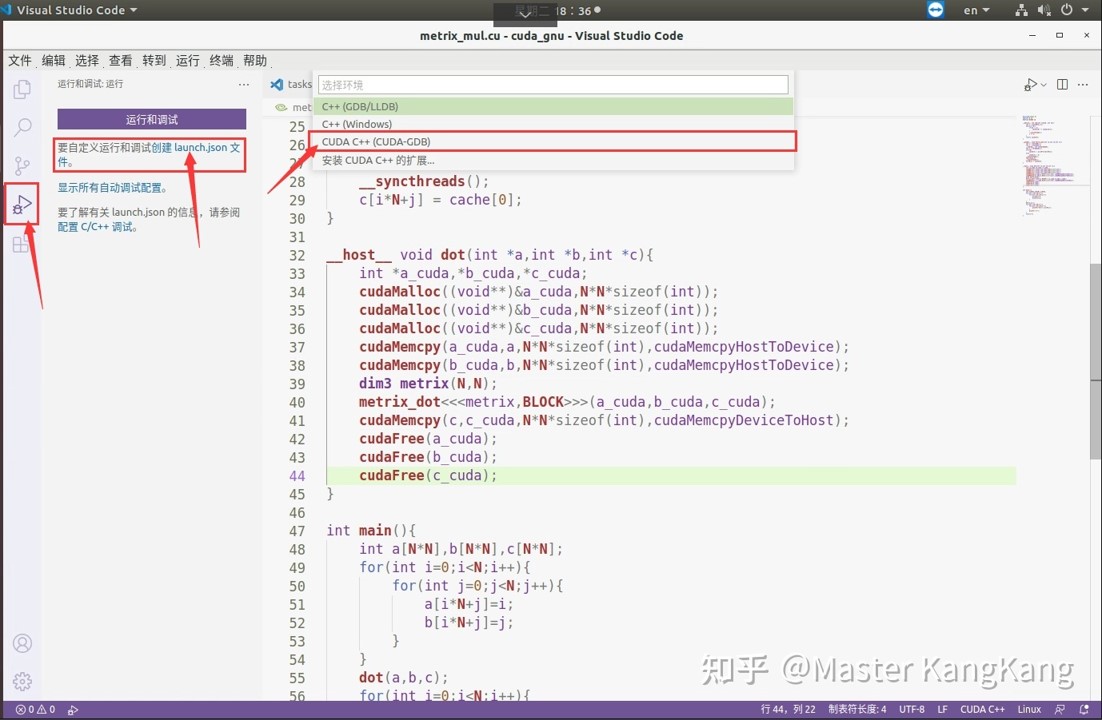 Visual Studio Code
星期二 18：36
en
metrix_mul.cu - cuda_gnu - Visual Studio Code
文件 编辑 选择 查看 转到 运行 终端 帮助
运行和调试: 运行
运行和调试
要自定义运行和调试创建 launch.json 文
件。
显示所有自动调试配置。
要了解有关 launch.json 的信息，请参阅
配置 C/C++ 调试。
tasks
met
选择环境
C++ (GDB/LLDB)
C++ (Windows)
CUDA C++ (CUDA-GDB)
安装 CUDA C++ 的扩展...
25
26
28 __syncthreads();
29 c[i*N+j] = cache[0];
30 }
31
32 __host__ void dot(int *a,int *b,int *c){
33 int *a_cuda,*b_cuda,*c_cuda;
34 cudaMalloc((void**)&a_cuda,N*N*sizeof(int));
35 cudaMalloc((void**)&b_cuda,N*N*sizeof(int));
36 cudaMalloc((void**)&c_cuda,N*N*sizeof(int));
37 cudaMemcpy(a_cuda,a,N*N*sizeof(int),cudaMemcpyHostToDevice);
38 cudaMemcpy(b_cuda,b,N*N*sizeof(int),cudaMemcpyHostToDevice);
39 dim3 metrix(N,N);
40 metrix_dot<<<metrix,BLOCK>>>(a_cuda,b_cuda,c_cuda);
41 cudaMemcpy(c,c_cuda,N*N*sizeof(int),cudaMemcpyDeviceToHost);
42 cudaFree(a_cuda);
43 cudaFree(b_cuda);
44 cudaFree(c_cuda);
45 }
46
47 int main(){
48 int a[N*N],b[N*N],c[N*N];
49 for(int i=0;i<N;i++){
50 for(int j=0;j<N;j++){
51 a[i*N+j]=i;
52 b[i*N+j]=j;
53 }
54 }
55 dot(a,b,c);
56 for(int i=0;i<N;i++){
知乎 @Master KangKang
0 0
行 44，列 22 制表符长度: 4 UTF-8 LF CUDA C++ Linux